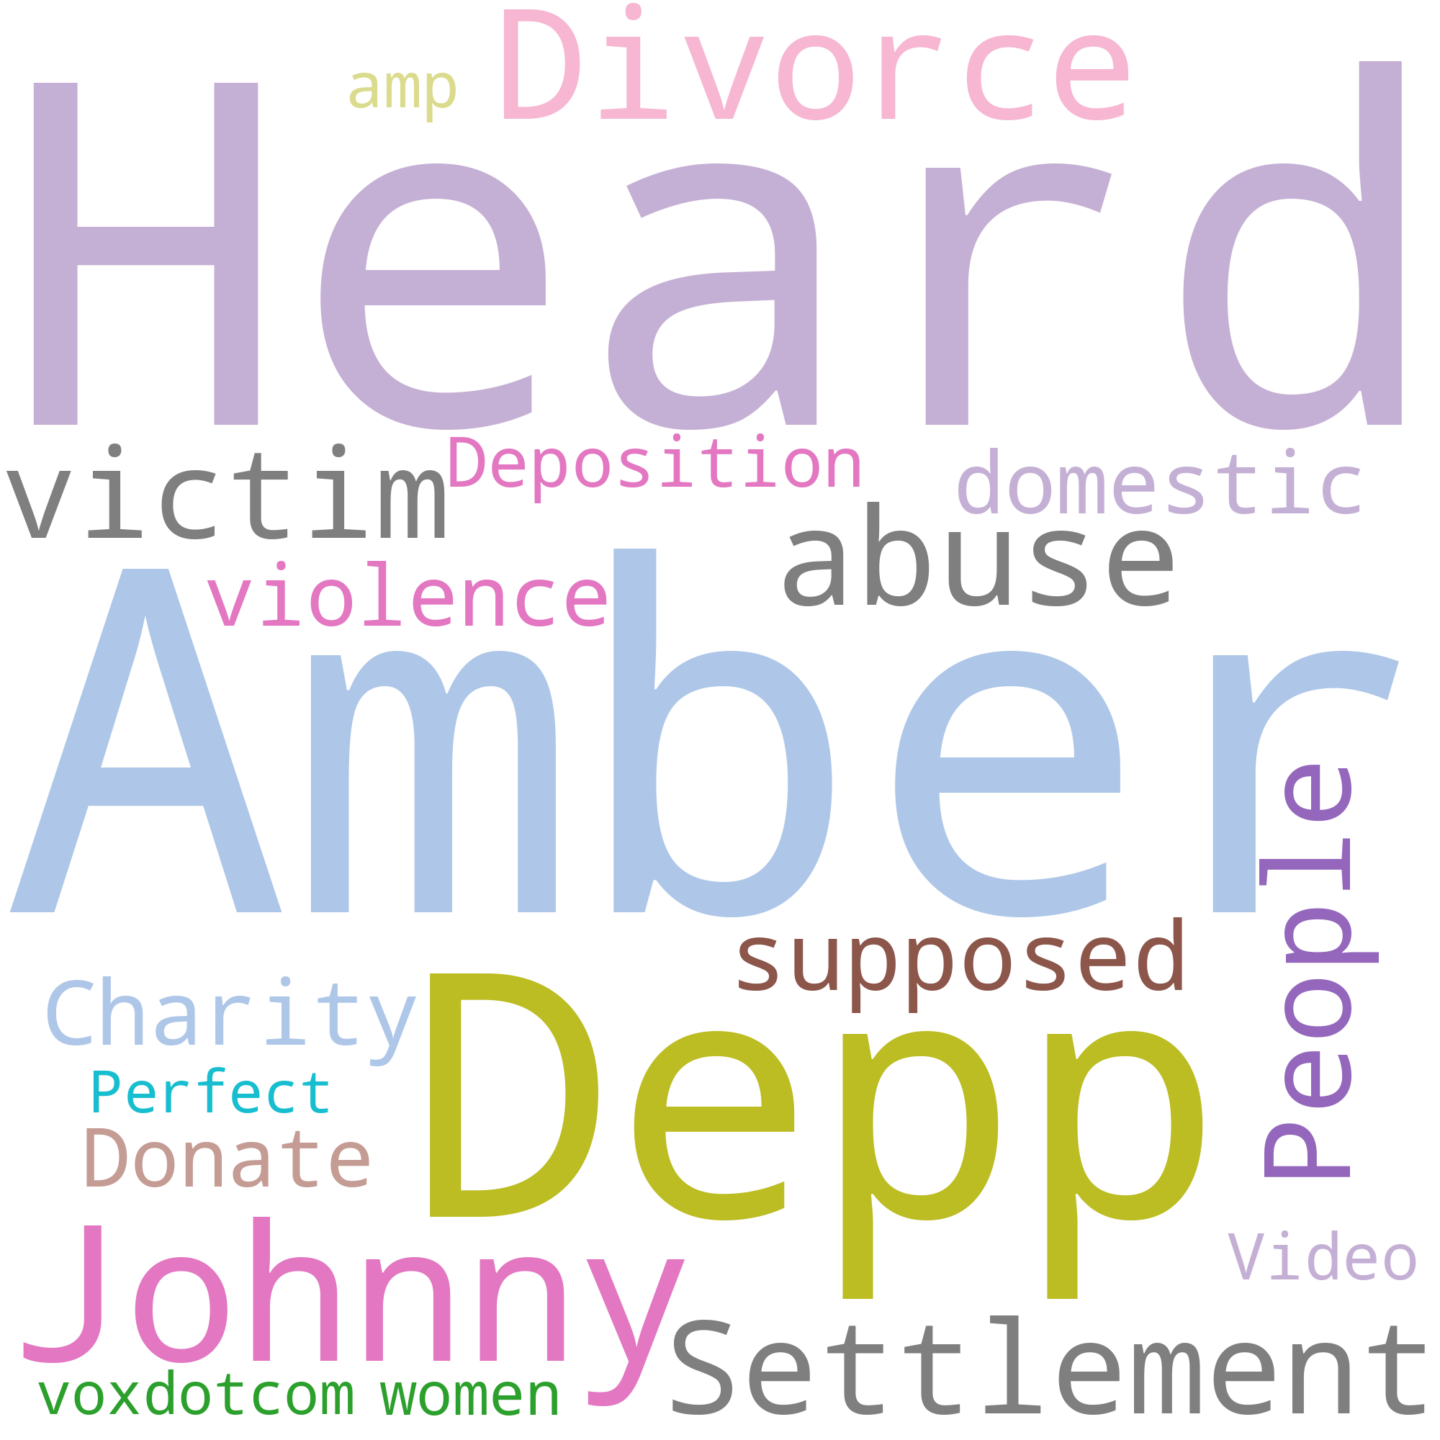 amp Divorce
Heard
victim Deposition domestic
violence abuse
Amber
People
supposed
Charity Depp
Perfect
Donate
Johnny Video
Settlement
voxdotcom women